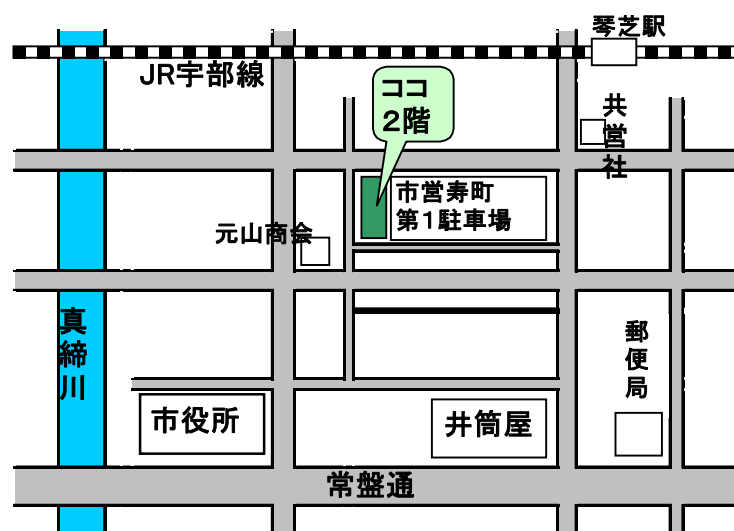 琴芝駅
JR宇部線
ココ
２階
共営社
市営寿町
第１駐車場
元山商会
真締川
郵便局
市役所
井筒屋
常盤通